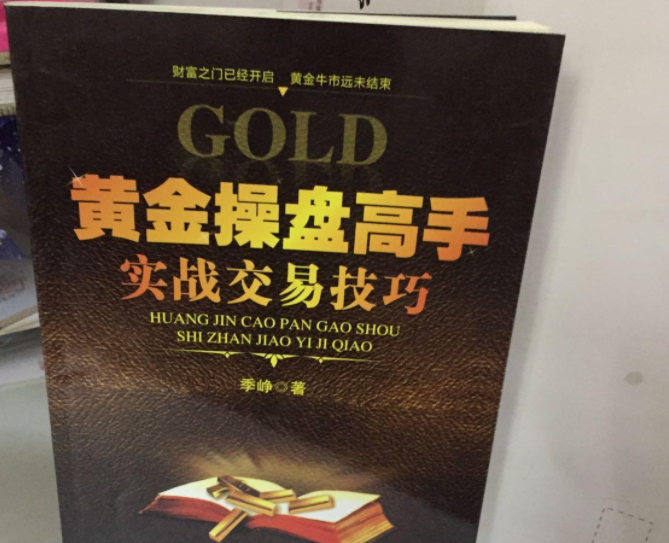 财富之门已经开启 黄金牛市远未结束
GOLD
黄金操盘高手
实战交易技巧
HUANG JIN CAO PAN GAO SHOU
SHI ZHAN JIAO YI JI QIAO
季峥◎著